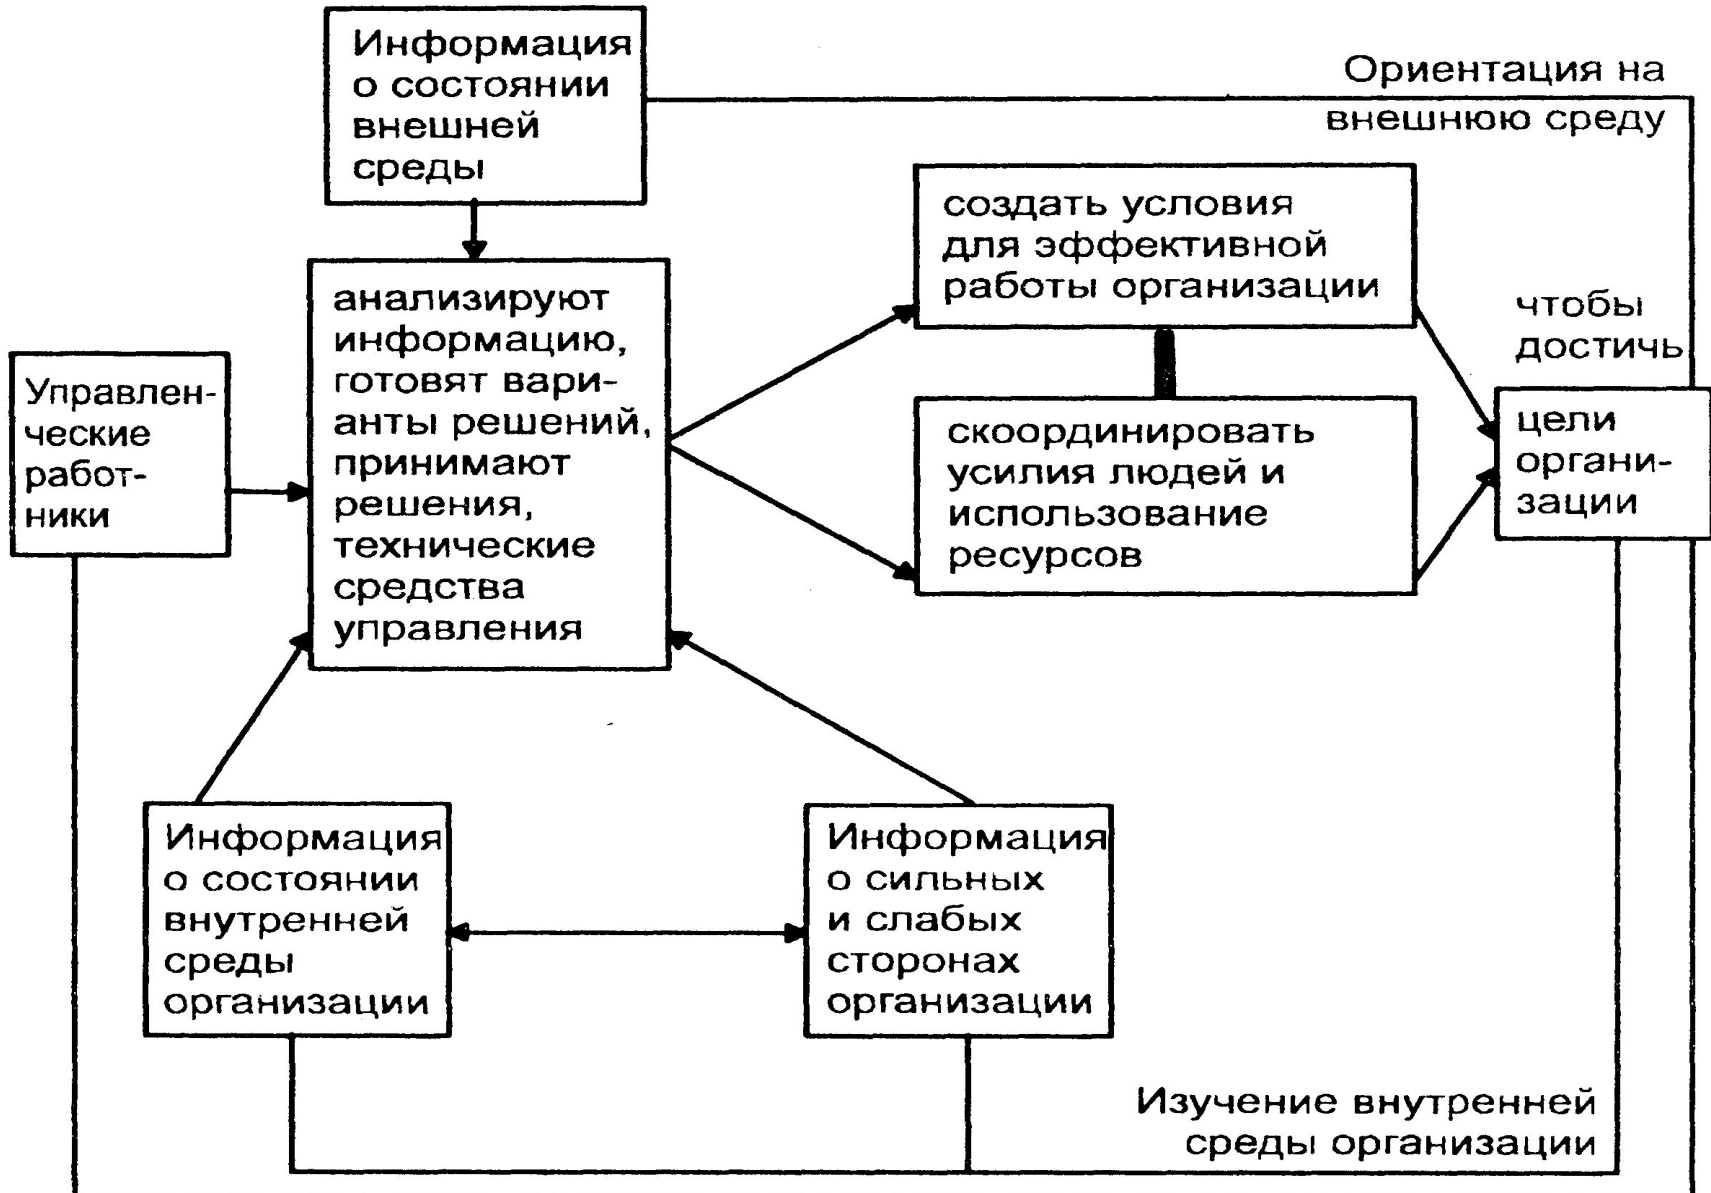 Информация
о состоянии
внешней
среды
Ориентация на
внешнюю среду
создать условия
для эффективной
работы организации
чтобы
достичь
анализируют
информацию,
готовят вари-
анты решений,
принимают
решения,
технические
средства
управления
Управлен-
ческие
работ-
ники
скоординировать
усилия людей и
использование
ресурсов
цели
органи-
зации
Информация
о состоянии
внутренней
среды
организации
Информация
о сильных
и слабых
сторонах
организации
Изучение внутренней
среды организации